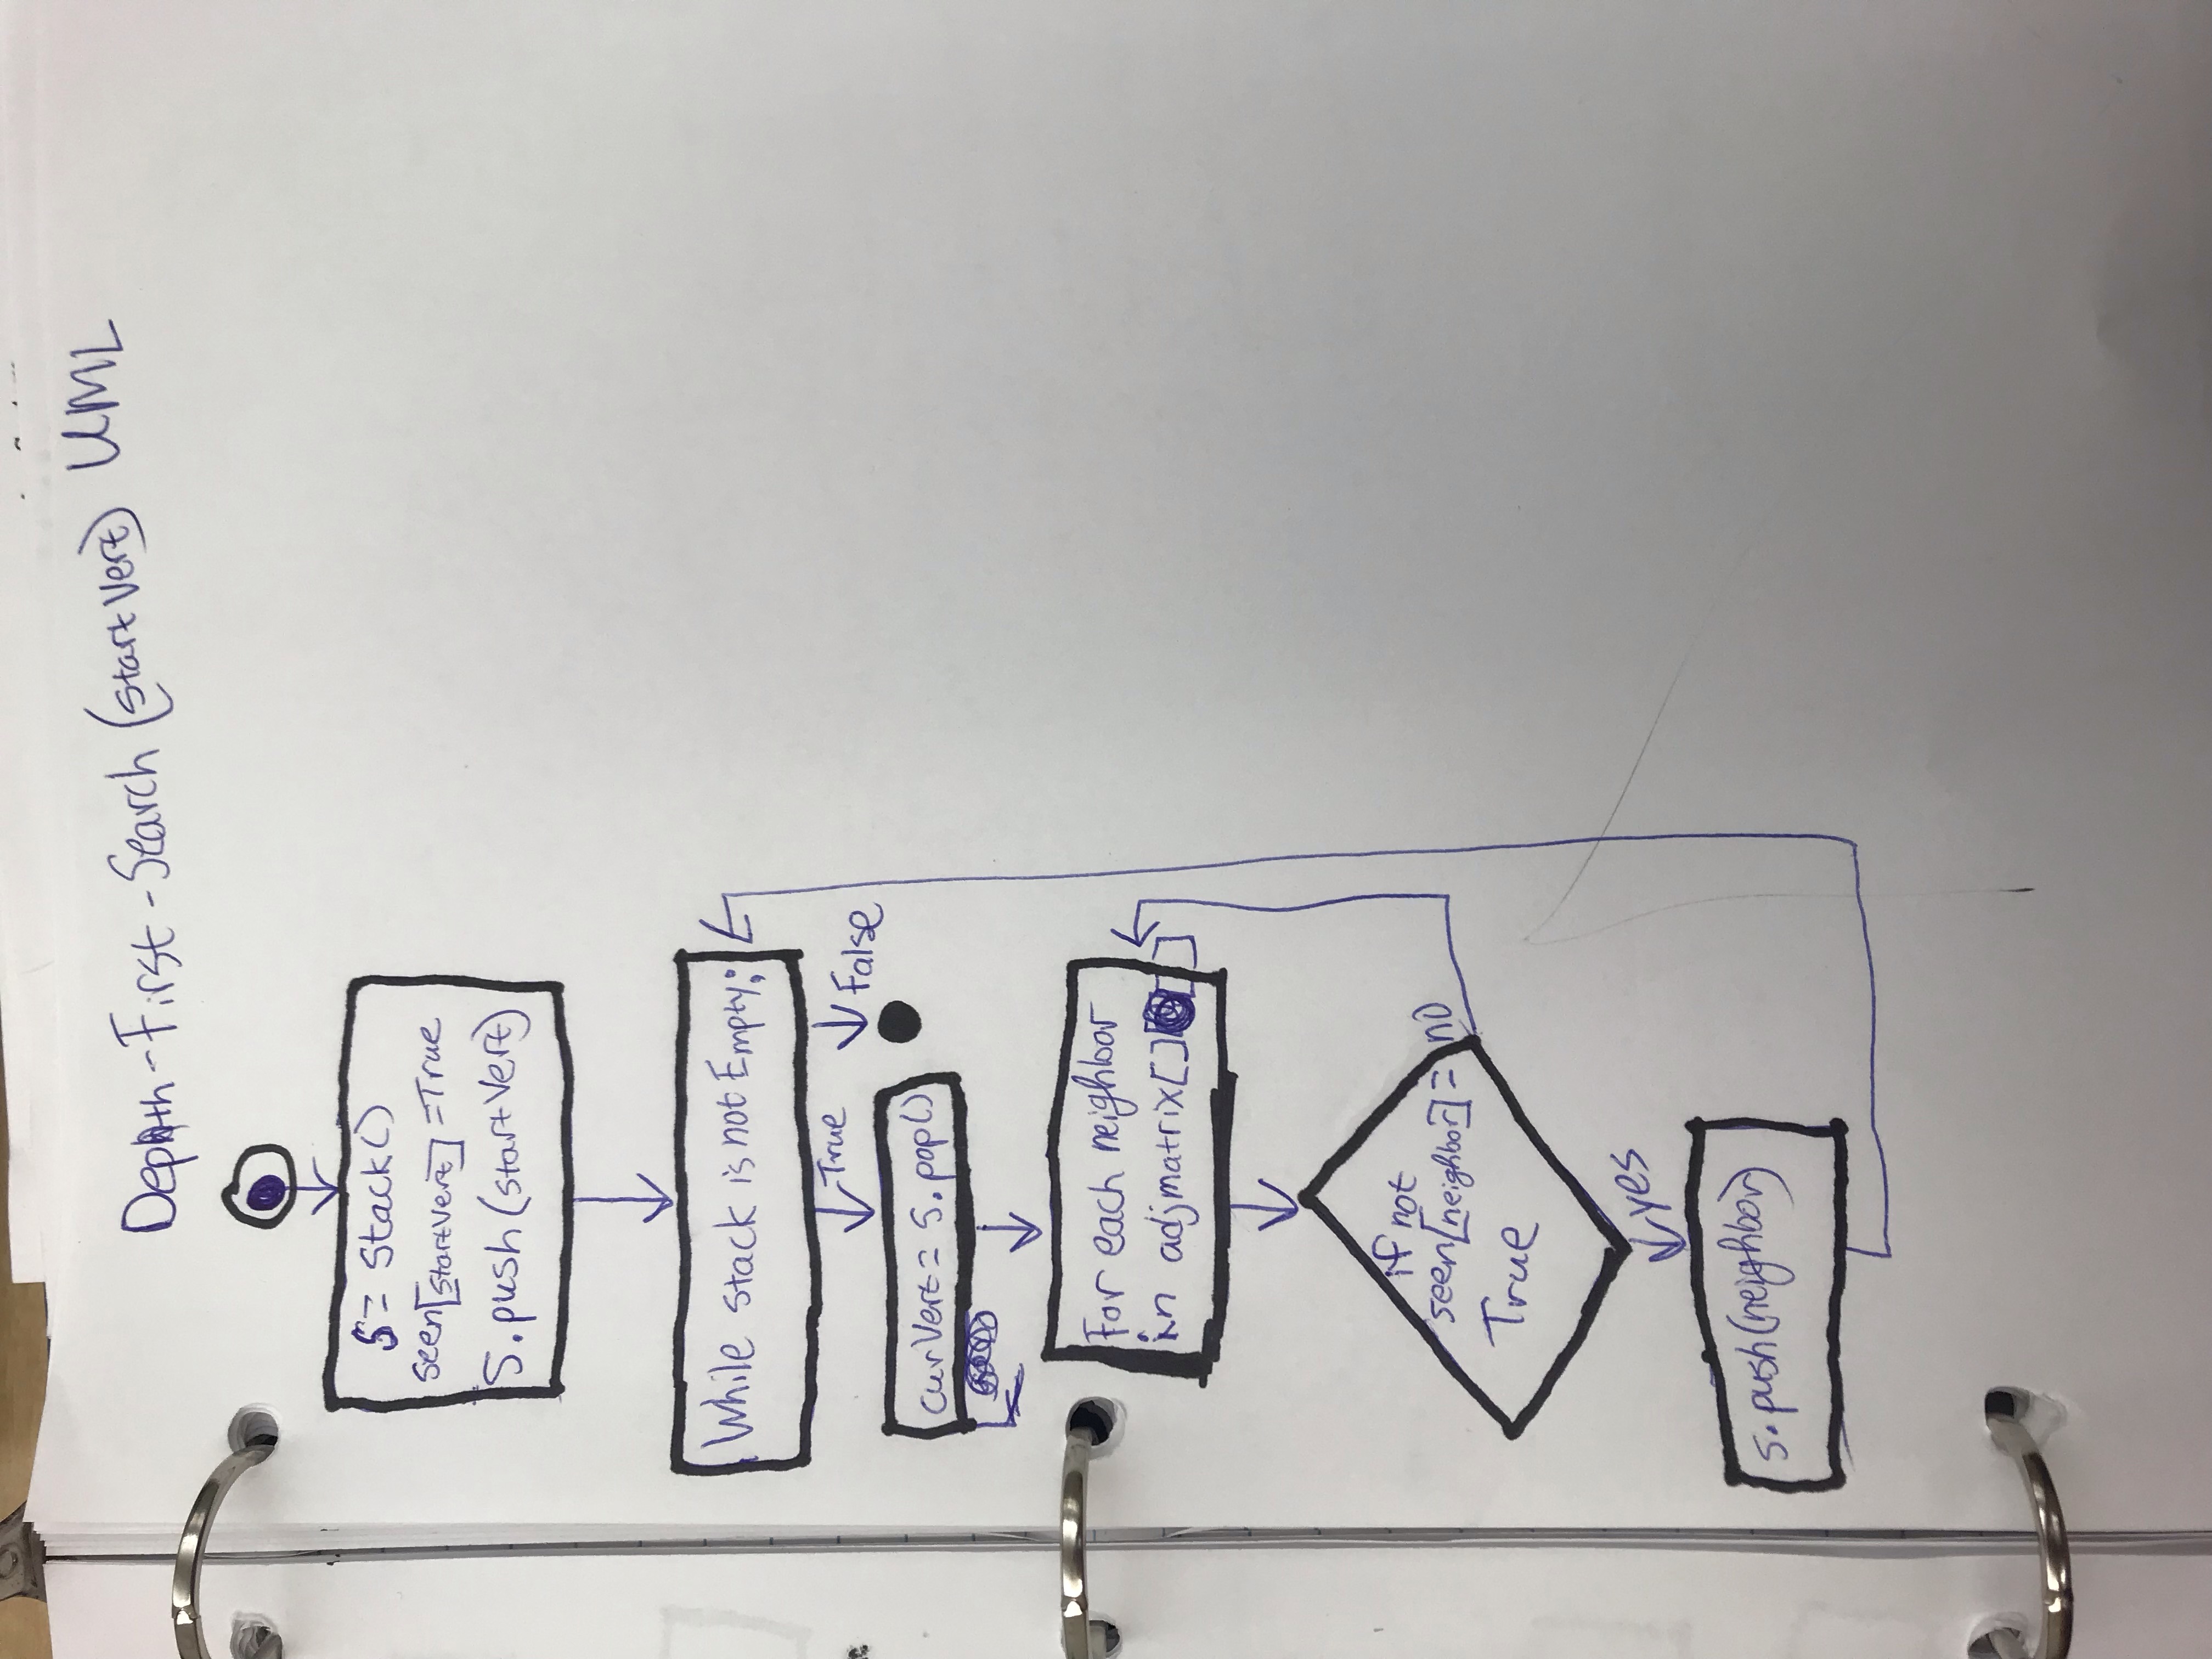 Depth-First-Search (startVert) UML
S= Stack()
seen[startVert] =True
S.push(startVert)
While stack is not Empty:
True
False
curVert= s.pop()
For each neighbor
in adjmatrix[][]
if not
seen[neighbor]=
no
True
yes
s.push(neighbor)